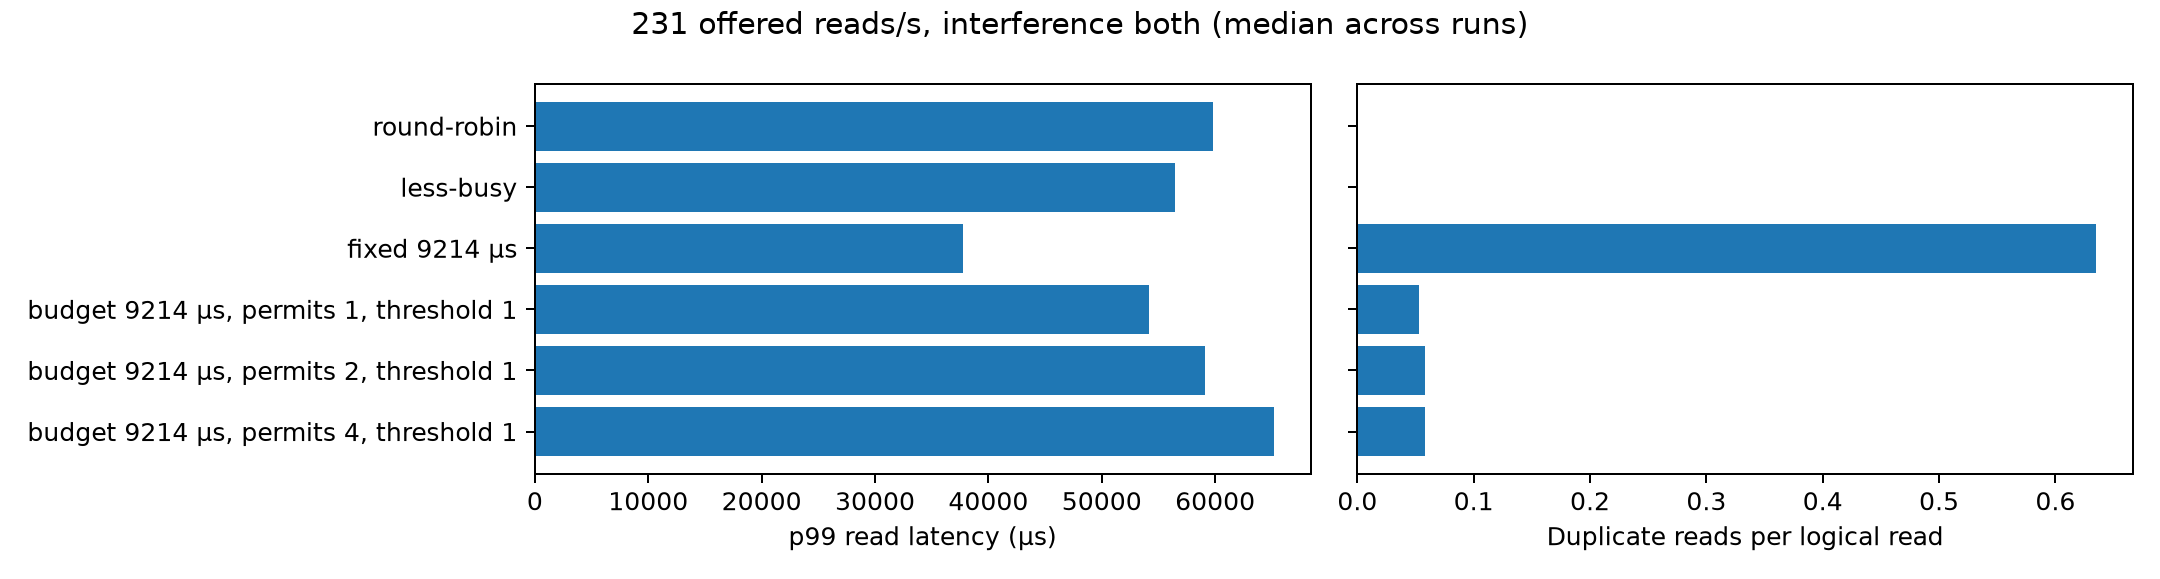 231 offered reads/s, interference both (median across runs)
round-robin
less-busy
fixed 9214 µs
budget 9214 µs, permits 1, threshold 1
budget 9214 µs, permits 2, threshold 1
budget 9214 µs, permits 4, threshold 1
0 10000 20000 30000 40000 50000 60000
p99 read latency (µs)
0.0 0.1 0.2 0.3 0.4 0.5 0.6
Duplicate reads per logical read